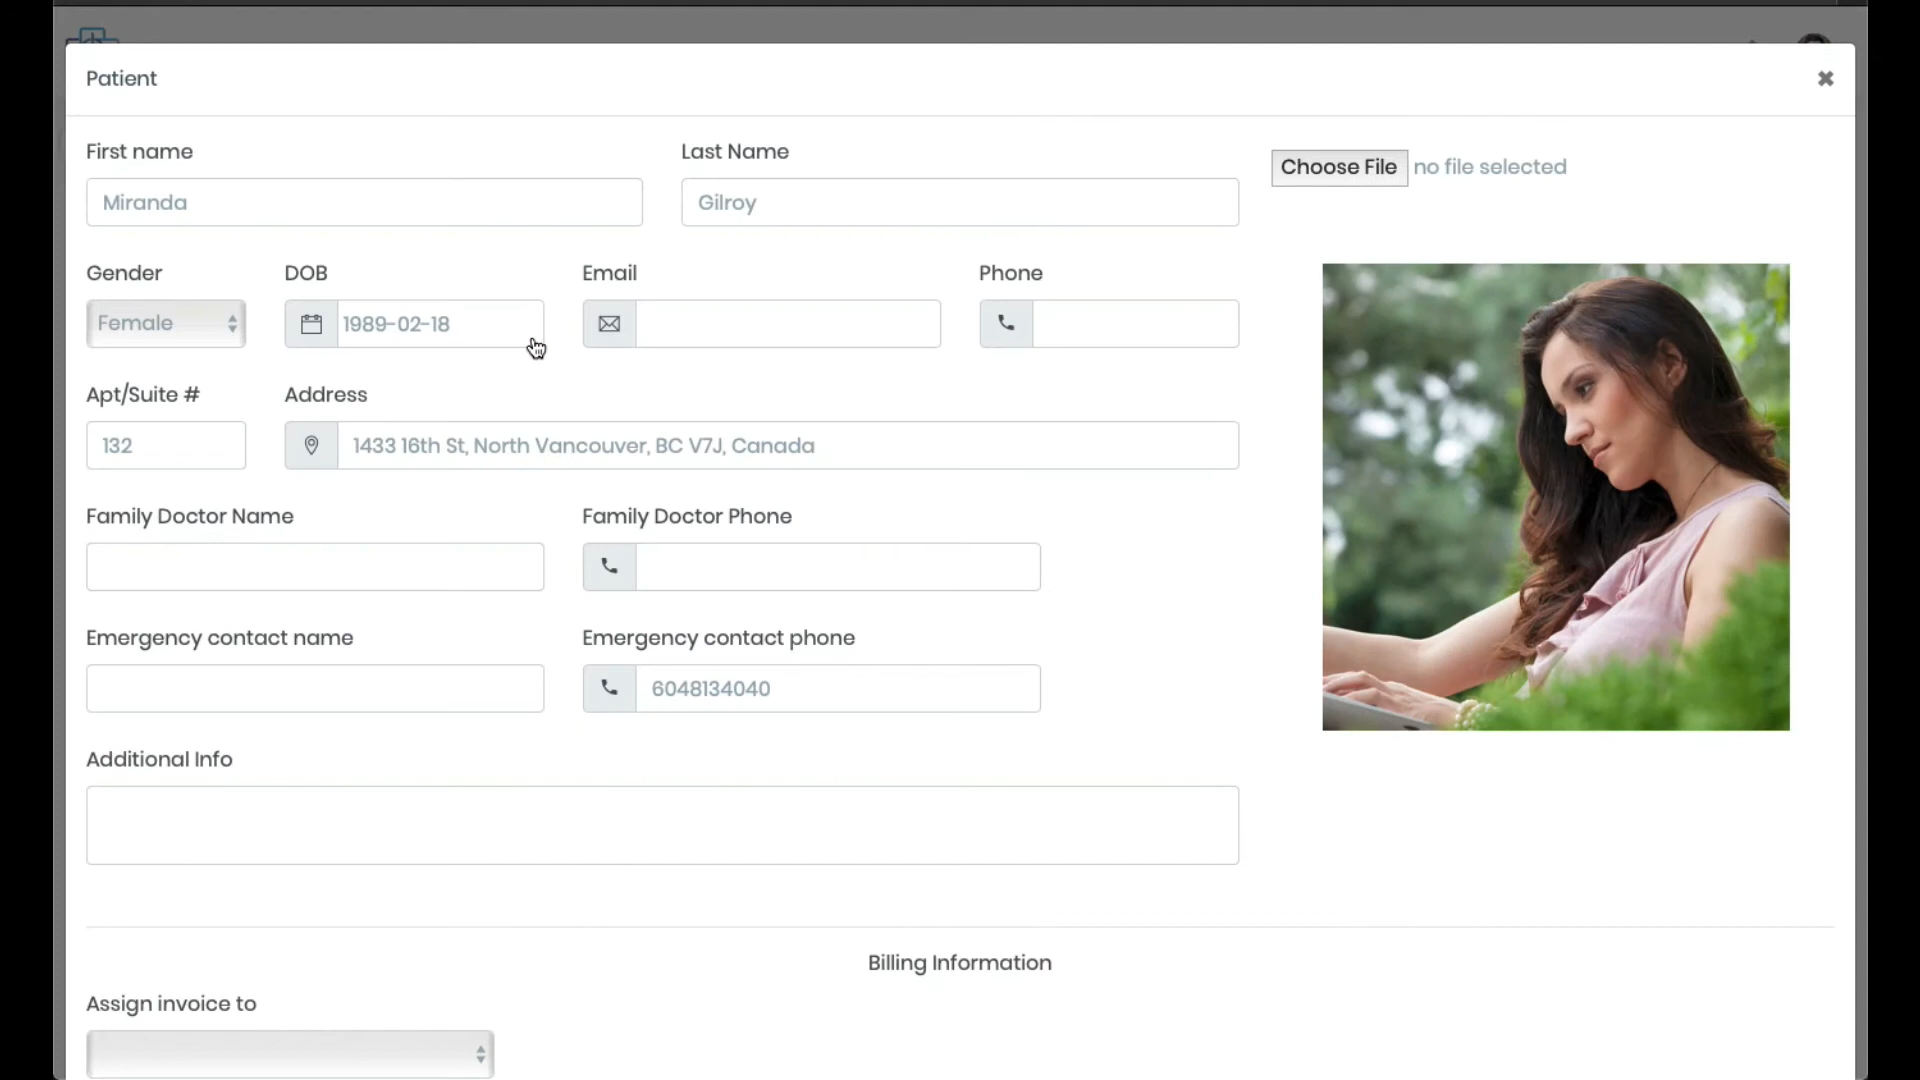 Patient
✖
First name
Last Name
Choose File no file selected
Miranda
Gilroy
Gender
DOB
Email
Phone
Female
1989-02-18
Apt/Suite #
Address
132
1433 16th St, North Vancouver, BC V7J, Canada
Family Doctor Name
Family Doctor Phone
Emergency contact name
Emergency contact phone
6048134040
Additional Info
Billing Information
Assign invoice to